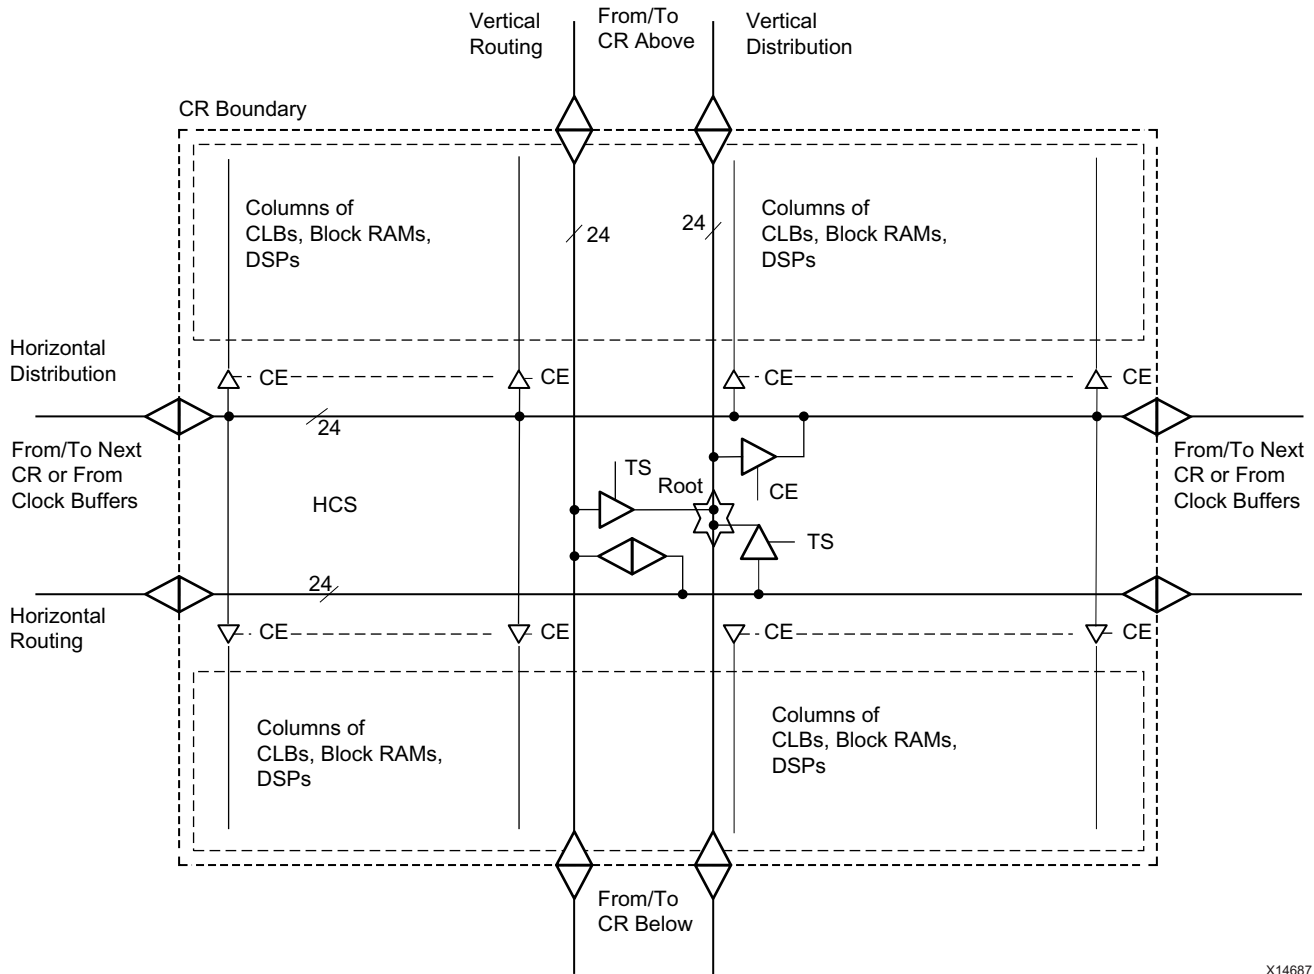 Vertical
Routing
From/To
CR Above
Vertical
Distribution
CR Boundary
Columns of
CLBs, Block RAMs,
DSPs
24
24
Columns of
CLBs, Block RAMs,
DSPs
Horizontal
Distribution
CE
CE
CE
CE
24
From/To Next
CR or From
Clock Buffers
HCS
TS
Root
CE
TS
From/To Next
CR or From
Clock Buffers
24
Horizontal
Routing
CE
CE
CE
CE
Columns of
CLBs, Block RAMs,
DSPs
Columns of
CLBs, Block RAMs,
DSPs
From/To
CR Below
X14687